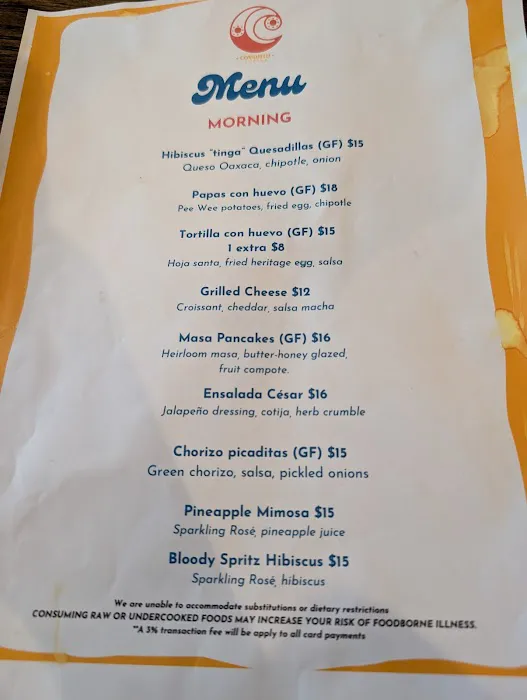 Menu
MORNING
Hibiscus "tinga" Quesadillas (GF) $15
Queso Oaxaca, chipotle, onion
Papas con huevo (GF) $18
Pee Wee potatoes, fried egg, chipotle
Tortilla con huevo (GF) $15
1 extra $8
Hoja santa, fried heritage egg, salsa
Grilled Cheese $12
Croissant, cheddar, salsa macha
Masa Pancakes (GF) $16
Heirloom masa, butter-honey glazed,
fruit compote.
Ensalada César $16
Jalapeño dressing, cotija, herb crumble
Chorizo picaditas (GF) $15
Green chorizo, salsa, pickled onions
Pineapple Mimosa $15
Sparkling Rosé, pineapple juice
Bloody Spritz Hibiscus $15
Sparkling Rosé, hibiscus
We are unable to accommodate substitutions or dietary restrictions
CONSUMING RAW OR UNDERCOOKED FOODS MAY INCREASE YOUR RISK OF FOODBORNE ILLNESS.
"A 3% transaction fee will be apply to all card payments